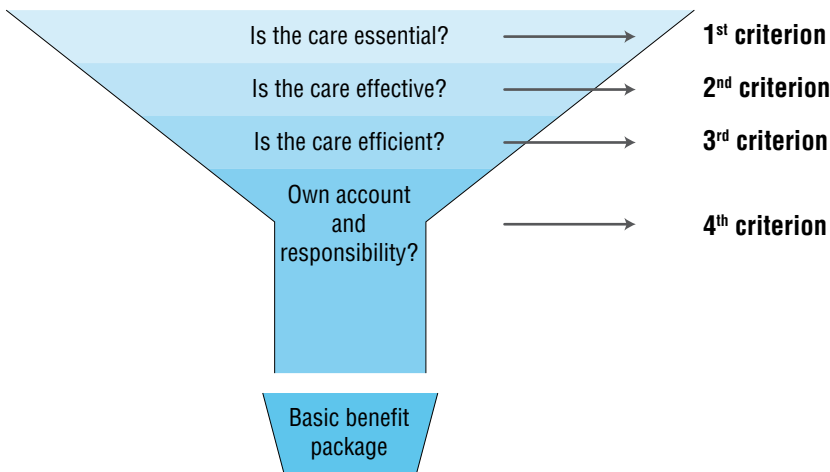 Is the care essential?
1st criterion
Is the care effective?
2nd criterion
Is the care efficient?
3rd criterion
Own account
and
responsibility?
4th criterion
Basic benefit
package